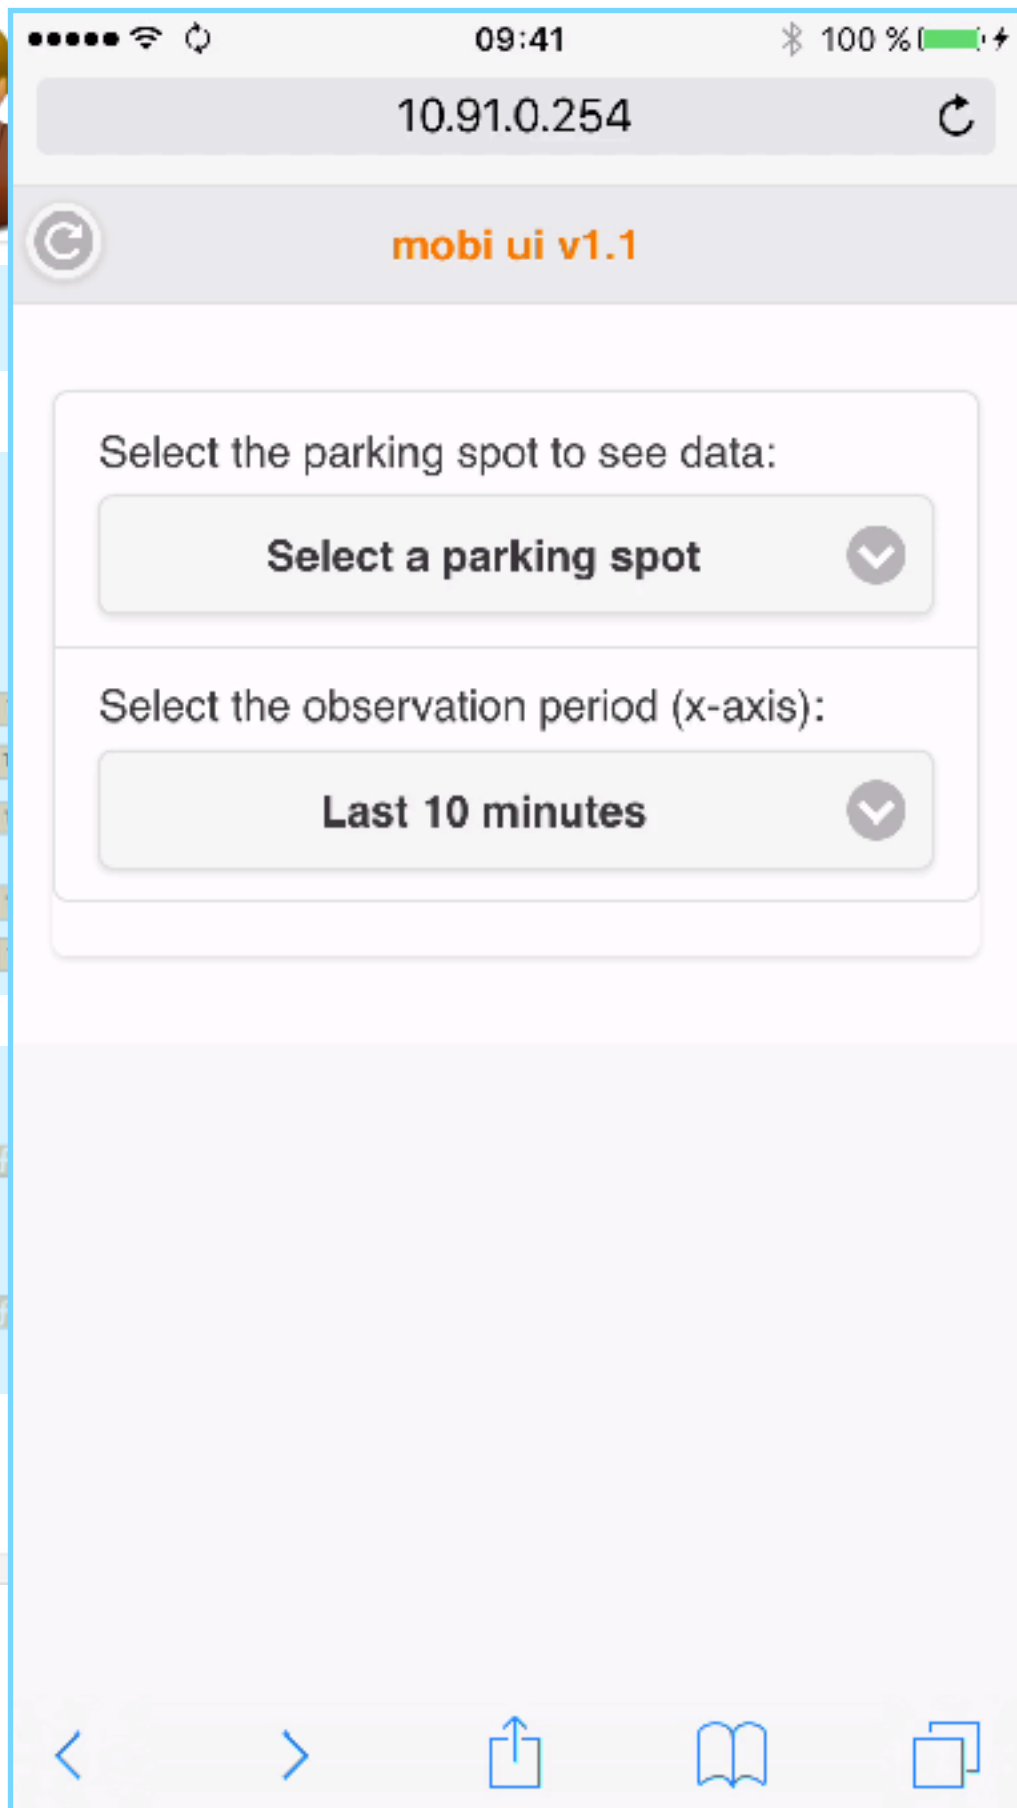 09:41
100 %
10.91.0.254
mobi ui v1.1
Select the parking spot to see data:
Select a parking spot
Select the observation period (x-axis):
Last 10 minutes